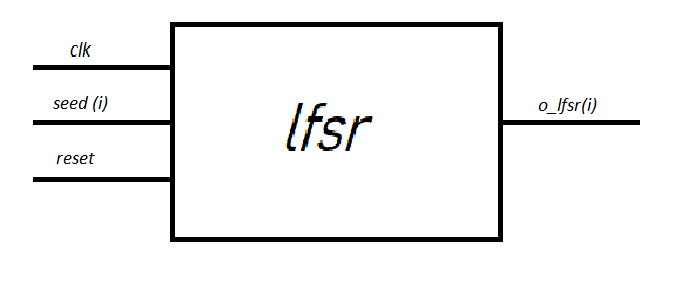 clk
seed (i)
reset
lfsr
o_lfsr(i)